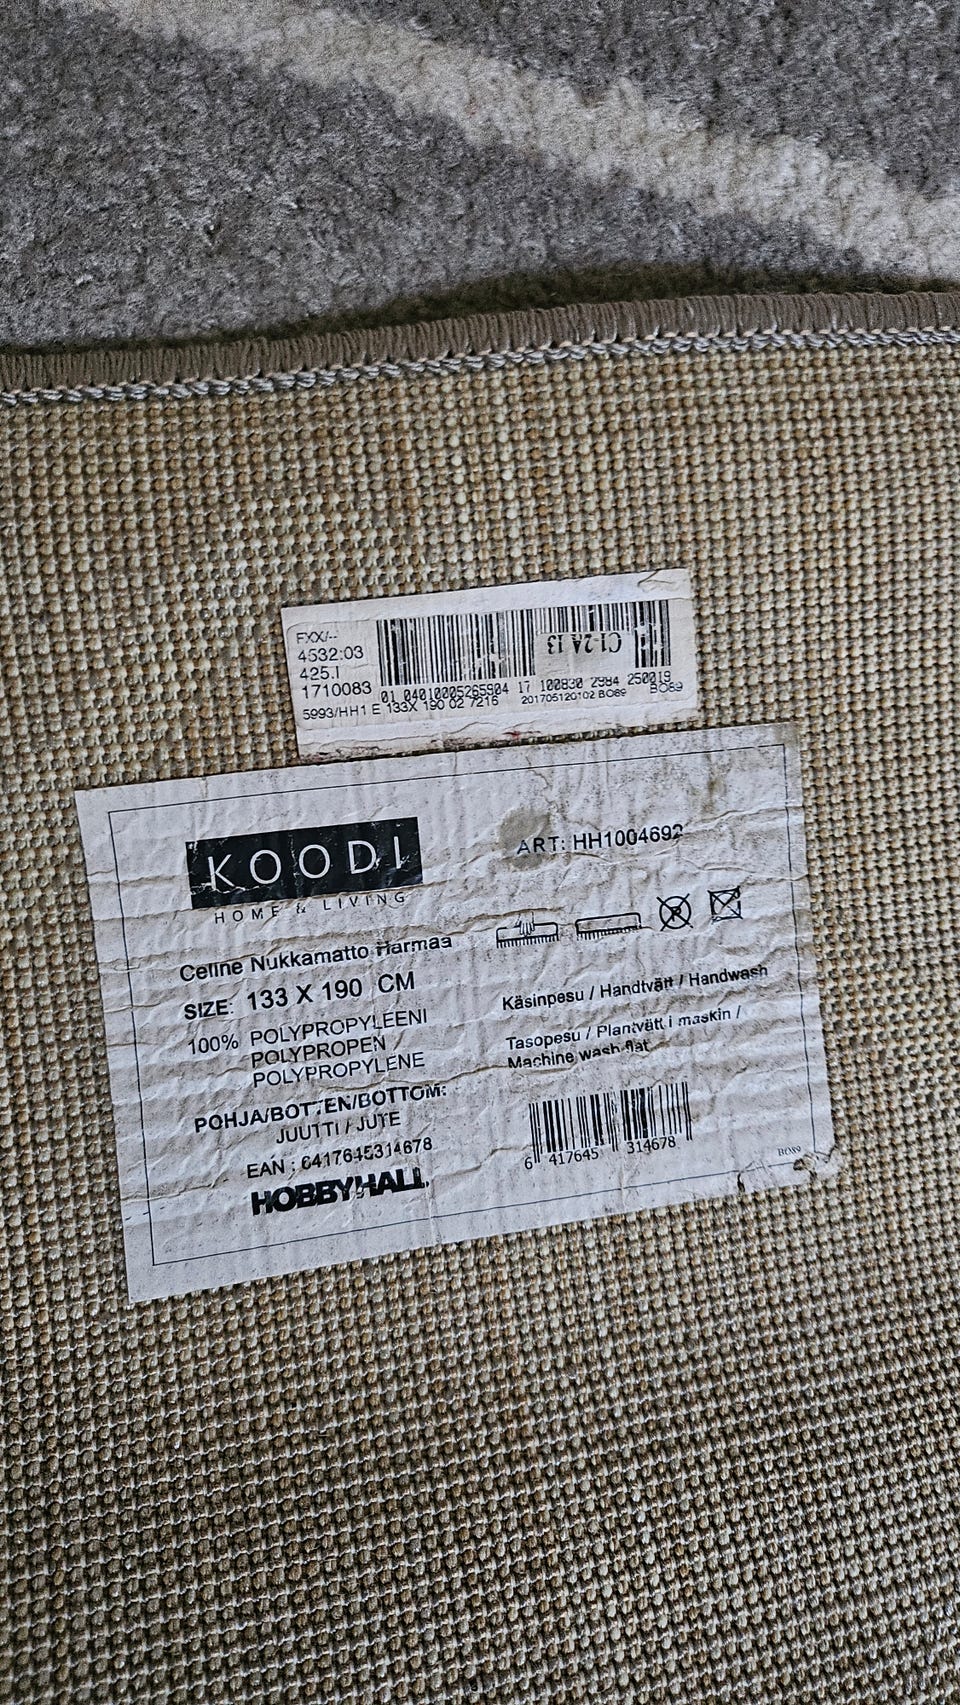 FXX/--
4532:03
425.I
1710083
01 04010005265904 17 100830 2984 250019
5993/HH1 E 133X 190 02 7216 201705120102 BO89 BO89
C1-2A 13
KOODI
HOME & LIVING
Celine Nukkamatto Harmaa
SIZE: 133 X 190 CM
100% POLYPROPYLEENI
POLYPROPEN /
POLYPROPYLENE
POHJA/BOTTEN/BOTTOM:
JUUTTI / JUTE
EAN : 6417645314678
HOBBYHALL
ART: HH1004692
Käsinpesu / Handtvätt / Handwash
Tasopesu / Plantvätt i maskin /
Machine wash flat
6 417645 314678
BO89